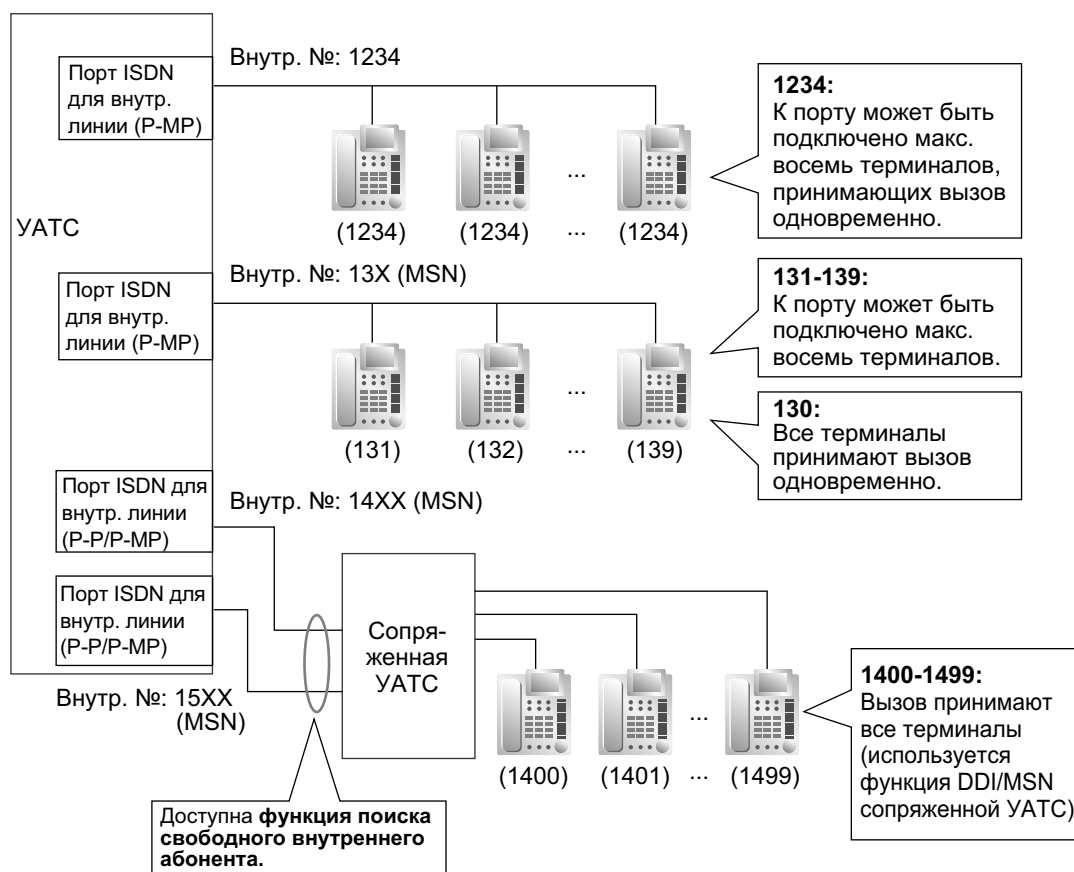 Внутр. №: 1234
Порт ISDN
для внутр.
линии (P-MP)
1234:
К порту может быть
подключено макс.
восемь терминалов,
принимающих вызов
одновременно.
...
(1234)
(1234)
...
(1234)
УАТС
Внутр. №: 13X (MSN)
Порт ISDN
для внутр.
линии (P-MP)
131-139:
К порту может быть
подключено макс.
восемь терминалов.
...
130:
Все терминалы
принимают вызов
одновременно.
(131)
(132)
...
(139)
Внутр. №: 14XX (MSN)
Порт ISDN для
внутр. линии
(P-P/P-MP)
Порт ISDN для
внутр. линии
(P-P/P-MP)
Сопря-
женная
УАТС
Внутр. №: 15XX
(MSN)
...
(1400)
(1401)
...
(1499)
1400-1499:
Вызов принимают
все терминалы
(используется
функция DDI/MSN
сопряженной УАТС)
Доступна функция поиска
свободного внутреннего
абонента.